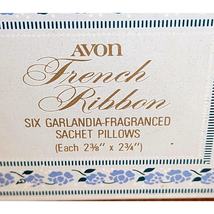 AVON
French
Ribbon
SIX GARLANDIA-FRAGRANCED
SACHET PILLOWS
(Each 2⅜" x 2¾")